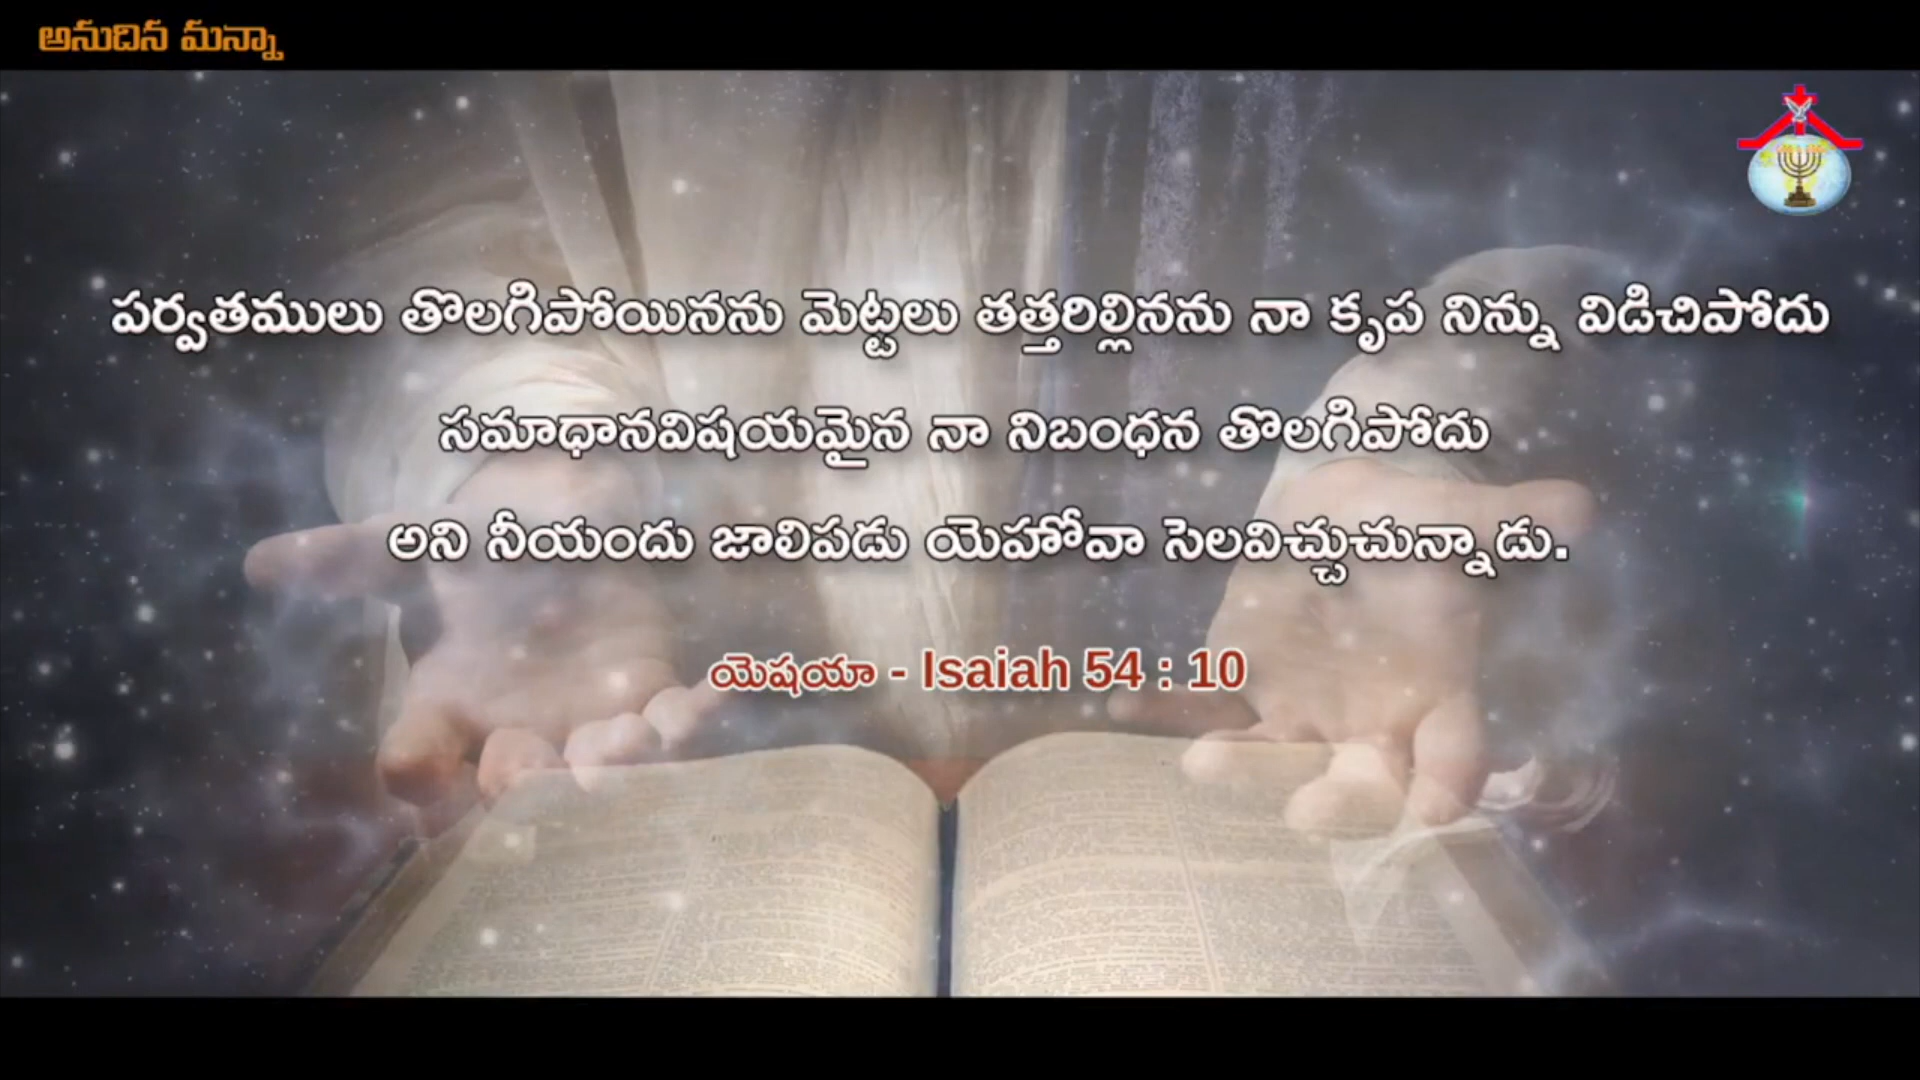 అనుదిన మన్నా
పర్వతములు తొలగిపోయినను మెట్టలు తత్తరిల్లినను నా కృప నిన్ను విడిచిపోదు
సమాధానవిషయమైన నా నిబంధన తొలగిపోదు
అని నీయందు జాలిపడు యెహోవా సెలవిచ్చుచున్నాడు.
యెషయా - Isaiah 54 : 10